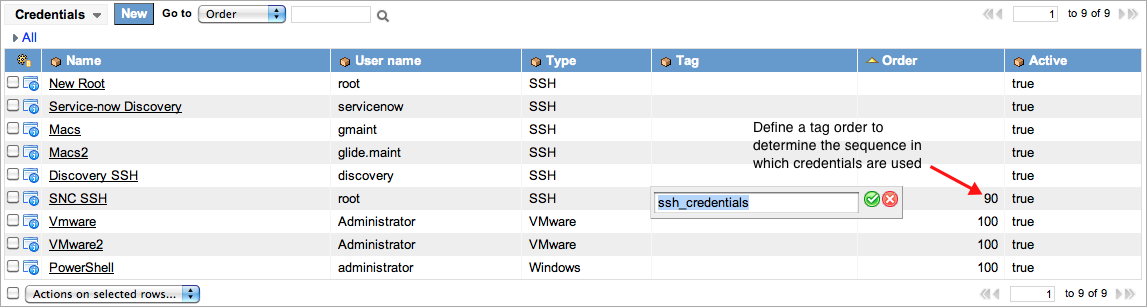 Credentials New Go to Order 1 to 9 of 9
All
Name User name Type Tag Order Active
New Root root SSH true
Service-now Discovery servicenow SSH true
Macs gmaint SSH true
Define a tag order to
determine the sequence in
which credentials are used
Macs2 glide.maint SSH true
Discovery SSH discovery SSH true
SNC SSH root SSH ssh_credentials 90 true
Vmware Administrator VMware 100 true
VMware2 Administrator VMware 100 true
PowerShell administrator Windows 100 true
Actions on selected rows... 1 to 9 of 9